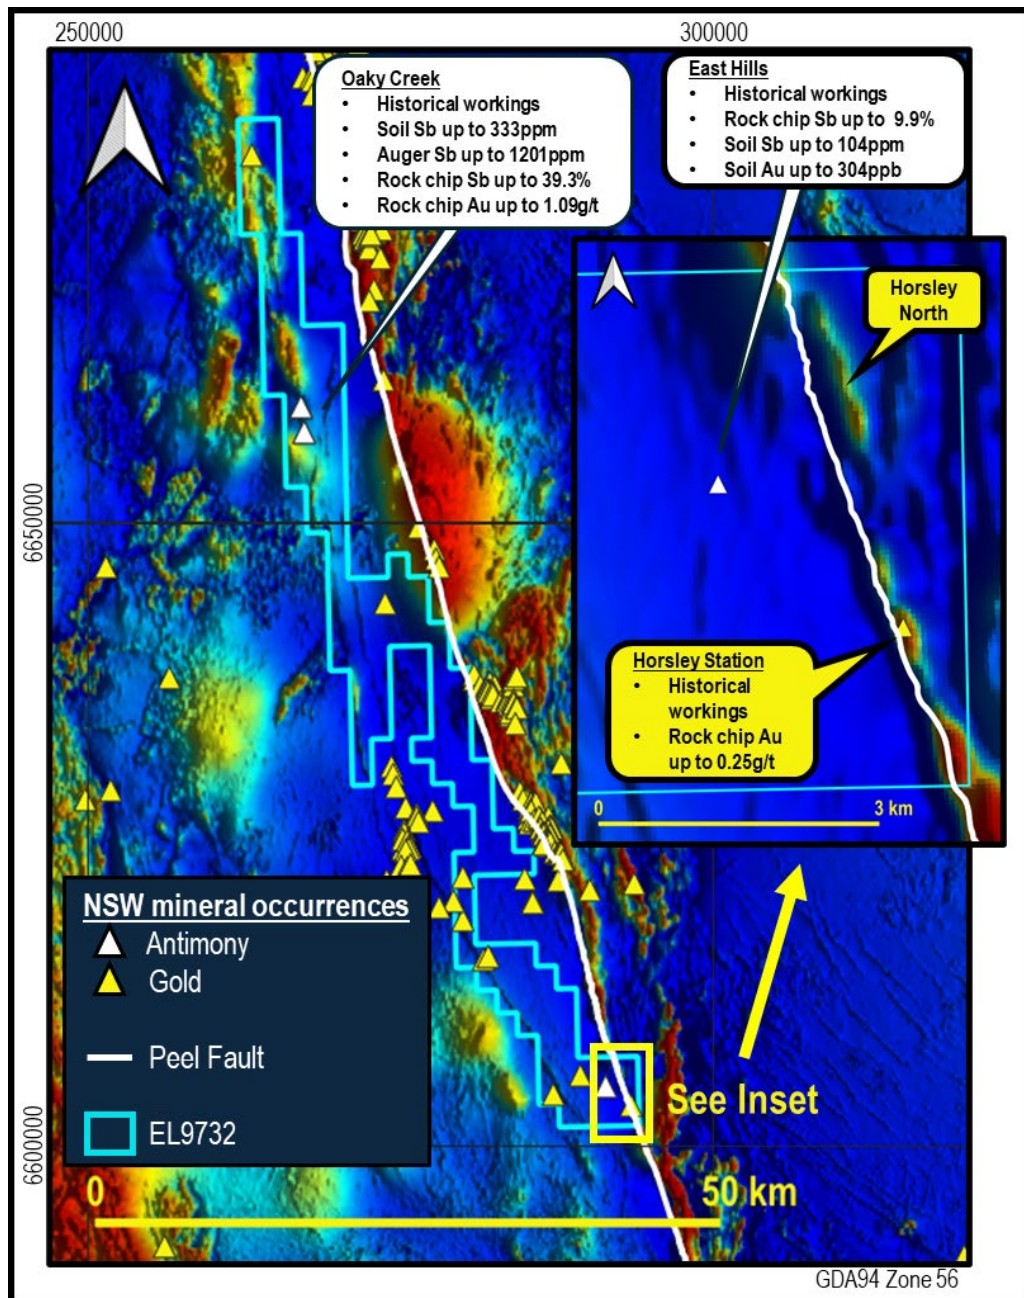 250000
300000
Oaky Creek
• Historical workings
• Soil Sb up to 333ppm
• Auger Sb up to 1201ppm
• Rock chip Sb up to 39.3%
• Rock chip Au up to 1.09g/t
East Hills
• Historical workings
• Rock chip Sb up to 9.9%
• Soil Sb up to 104ppm
• Soil Au up to 304ppb
Horsley
North
6650000
Horsley Station
• Historical
workings
• Rock chip Au
up to 0.25g/t
0
3 km
NSW mineral occurrences
Antimony
Gold
Peel Fault
EL9732
See Inset
6600000
0
50 km
GDA94 Zone 56